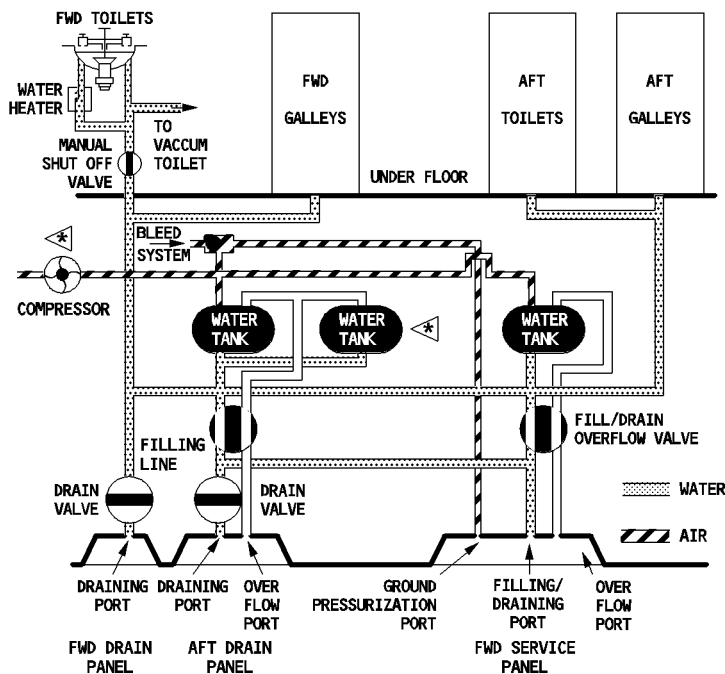 FWD TOILETS
WATER
HEATER
TO
VACCUM
TOILET
MANUAL
SHUT OFF
VALVE
FWD
GALLEYS
AFT
TOILETS
AFT
GALLEYS
UNDER FLOOR
BLEED
SYSTEM
*
COMPRESSOR
WATER
TANK
WATER
TANK
*
WATER
TANK
FILL/DRAIN
OVERFLOW VALVE
FILLING
LINE
DRAIN
VALVE
DRAIN
VALVE
WATER
AIR
DRAINING
PORT
DRAINING
PORT
OVER
FLOW
PORT
GROUND
PRESSURIZATION
PORT
FILLING/
DRAINING
PORT
OVER
FLOW
PORT
FWD DRAIN
PANEL
AFT DRAIN
PANEL
FWD SERVICE
PANEL